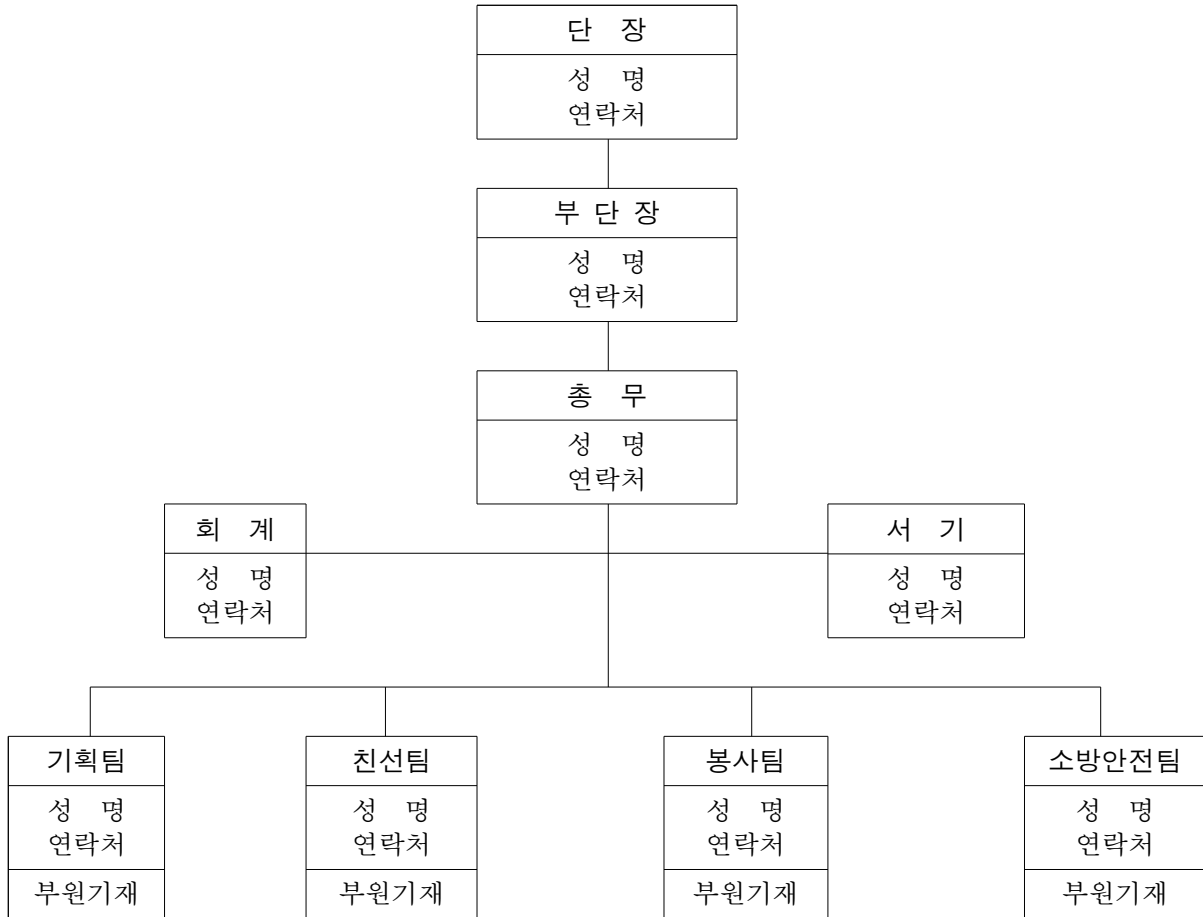 단 장
성 명
연락처
부 단 장
성 명
연락처
총 무
성 명
연락처
회 계
성 명
연락처
서 기
성 명
연락처
기획팀
성 명
연락처
부원기재
친선팀
성 명
연락처
부원기재
봉사팀
성 명
연락처
부원기재
소방안전팀
성 명
연락처
부원기재